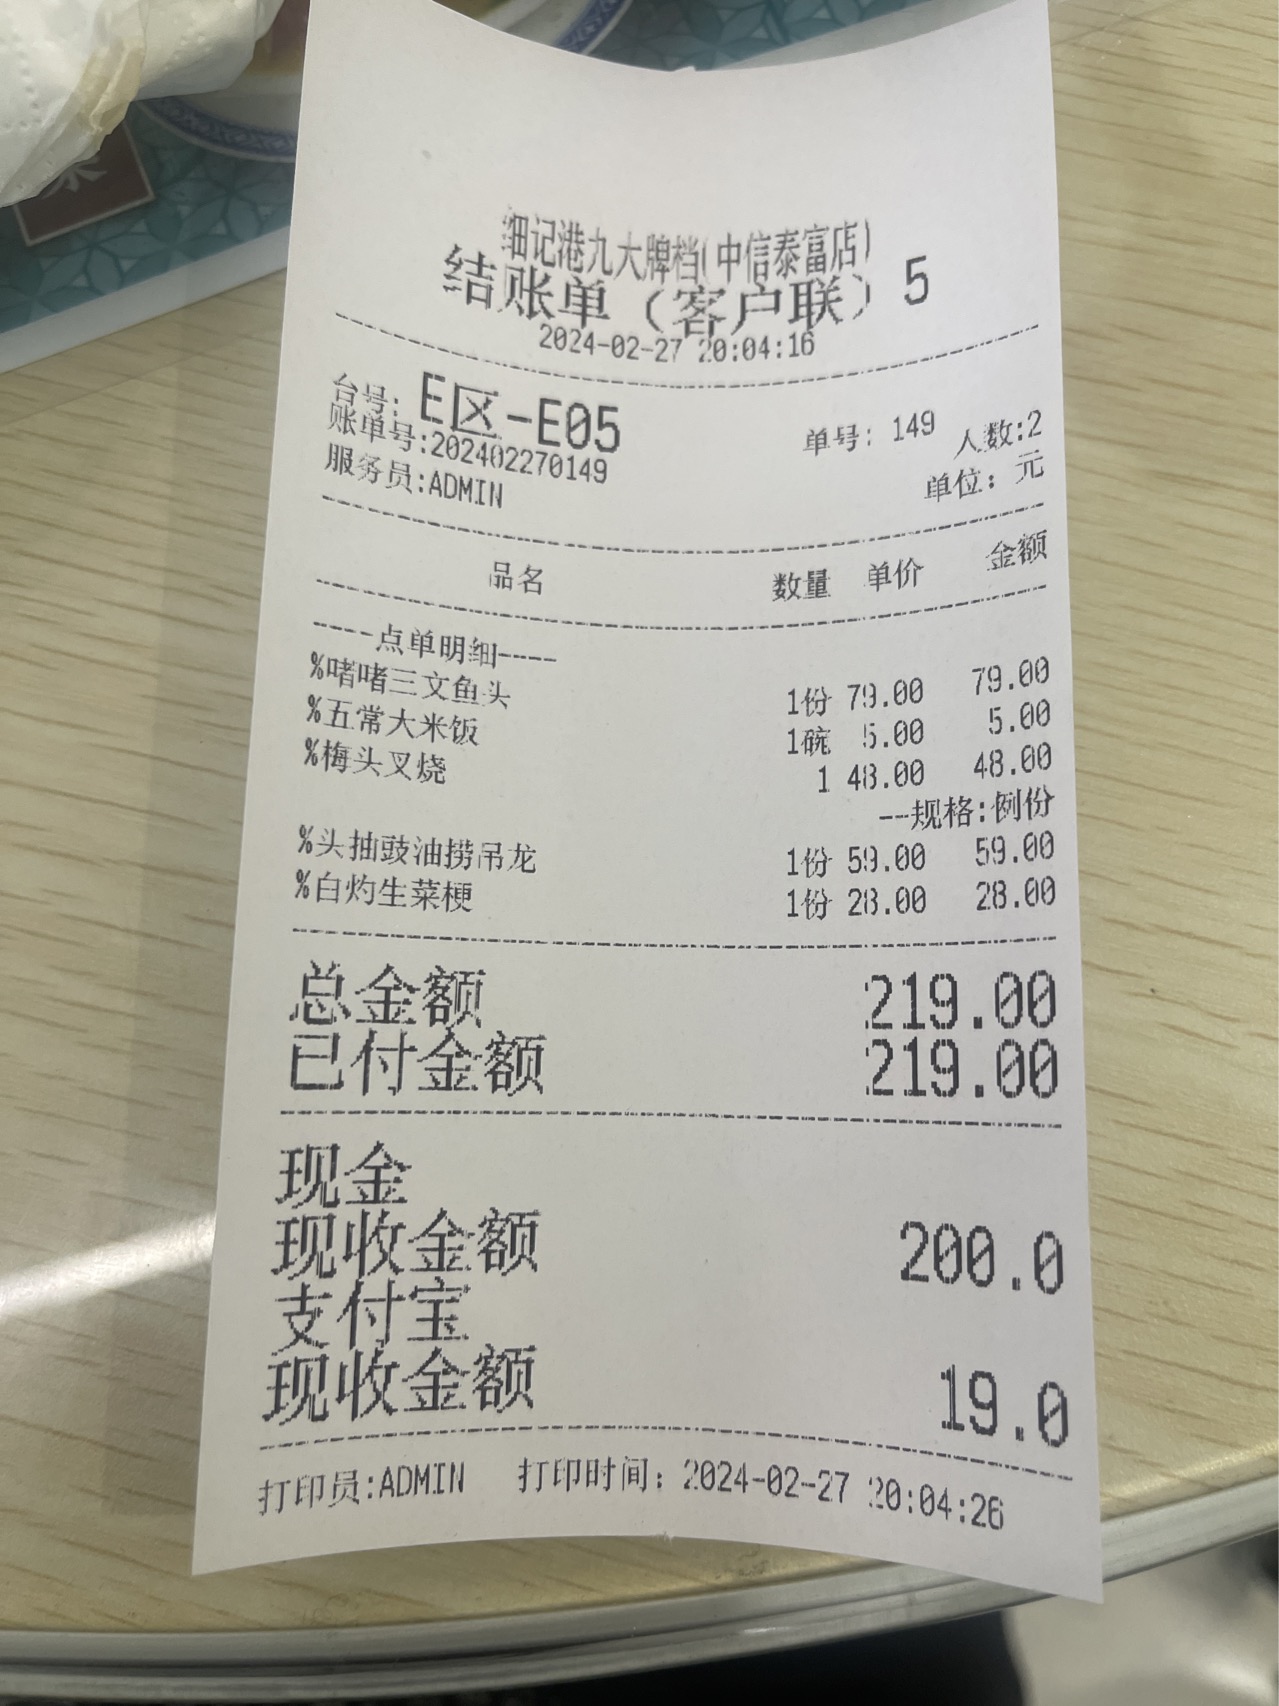 细记港九大牌档(中信泰富店)
结账单（客户联）5
2024-02-27 20:04:16
台号: E区-E05 单号: 149 人数:2
账单号:202402270149
服务员:ADMIN 单位: 元
品名 数量 单价 金额
----点单明细----
%啫啫三文鱼头 1份 79.00 79.00
%五常大米饭 1碗 5.00 5.00
%梅头叉烧 1 48.00 48.00
--规格:例份
%头抽豉油捞吊龙 1份 59.00 59.00
%白灼生菜梗 1份 28.00 28.00
总金额 219.00
已付金额 219.00
现金
现收金额 200.0
支付宝
现收金额 19.0
打印员:ADMIN 打印时间: 2024-02-27 20:04:26